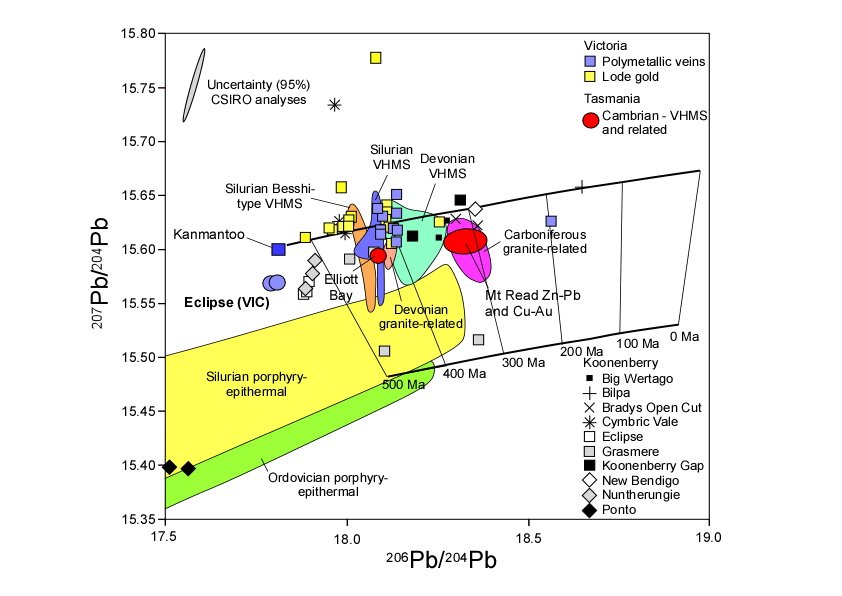 15.80
15.75
15.70
15.65
15.60
15.55
15.50
15.45
15.40
15.35
17.5
18.0
18.5
19.0
207Pb/204Pb
206Pb/204Pb
Uncertainty (95%)
CSIRO analyses
Victoria
Polymetallic veins
Lode gold
Tasmania
Cambrian - VHMS
and related
Silurian
VHMS
Devonian
VHMS
Silurian Besshi-
type VHMS
Kanmantoo
Carboniferous
granite-related
Elliott
Bay
Eclipse (VIC)
Mt Read Zn-Pb
and Cu-Au
Devonian
granite-related
Silurian porphyry-
epithermal
Ordovician porphyry-
epithermal
500 Ma
400 Ma
300 Ma
200 Ma
100 Ma
0 Ma
Koonenberry
Big Wertago
Bilpa
Bradys Open Cut
Cymbric Vale
Eclipse
Grasmere
Koonenberry Gap
New Bendigo
Nuntherungie
Ponto